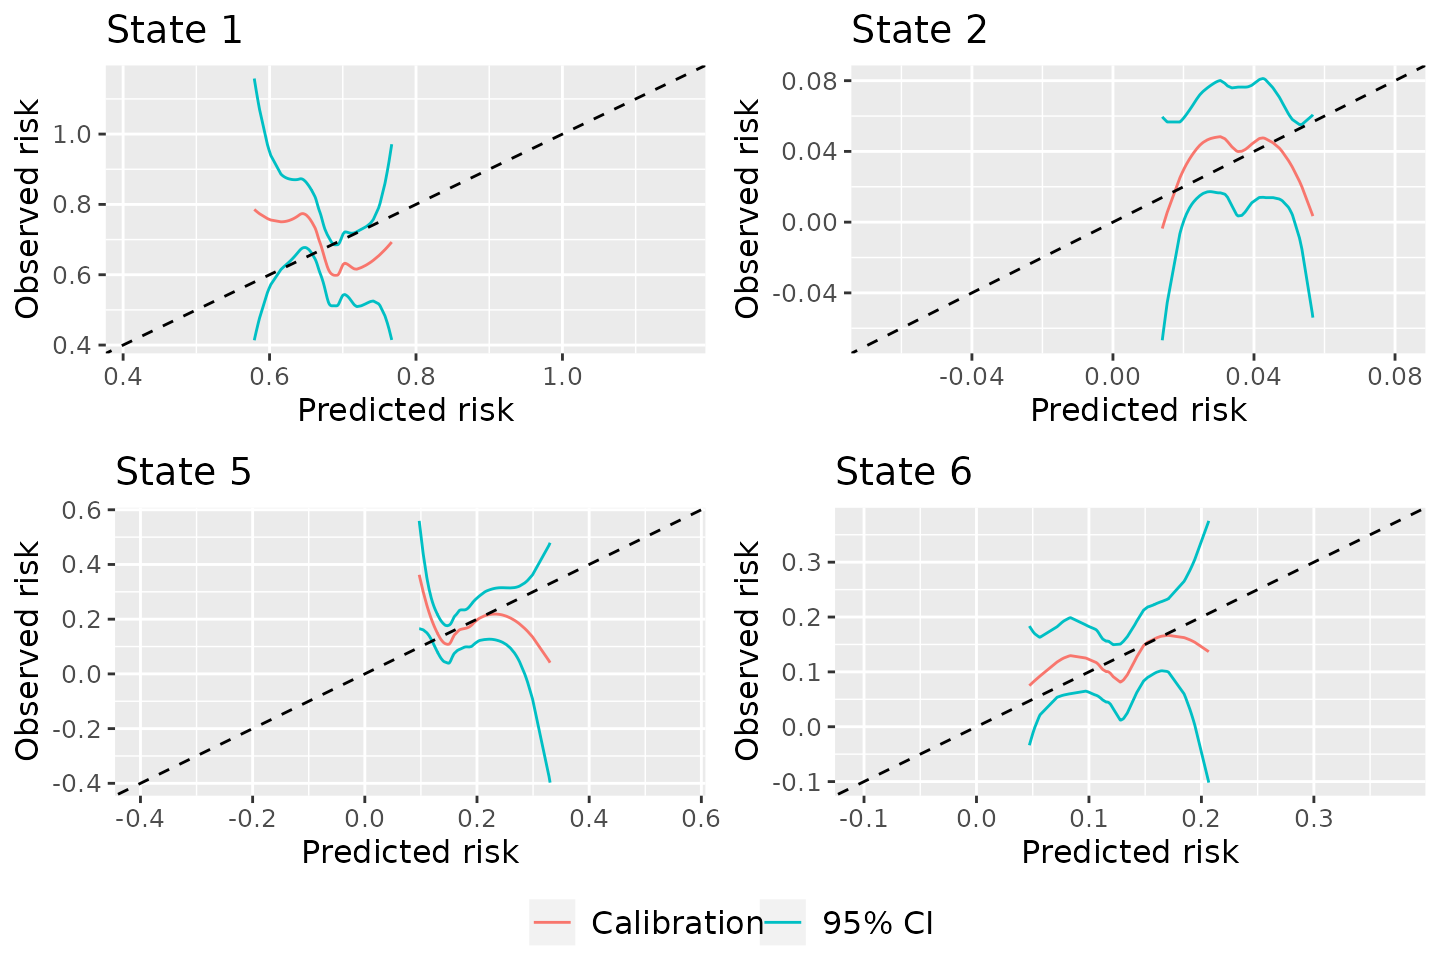 State 1
State 2
Observed risk
1.0
0.8
0.6
0.4
0.4 0.6 0.8 1.0
Predicted risk
Observed risk
0.08
0.04
0.00
-0.04
-0.04 0.00 0.04 0.08
Predicted risk
State 5
State 6
Observed risk
0.6
0.4
0.2
0.0
-0.2
-0.4
-0.4 -0.2 0.0 0.2 0.4 0.6
Predicted risk
Observed risk
0.3
0.2
0.1
0.0
-0.1
-0.1 0.0 0.1 0.2 0.3
Predicted risk
Calibration 95% CI